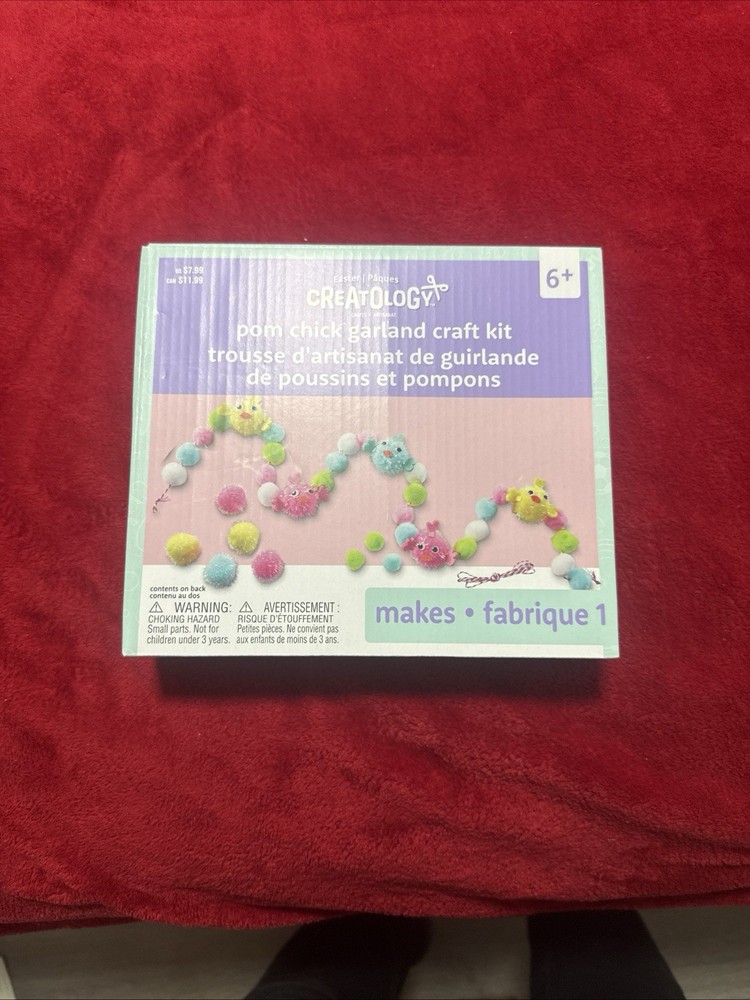 US $7.99
CAN $11.99
Easter | Pâques
CREATOLOGY
6+
pom chick garland craft kit
trousse d'artisanat de guirlande
de poussins et pompons
contents on back
contenu au dos
WARNING:
CHOKING HAZARD
Small parts. Not for
children under 3 years.
AVERTISSEMENT :
RISQUE D'ÉTOUFFEMENT
Petites pièces. Ne convient pas
aux enfants de moins de 3 ans.
makes • fabrique 1